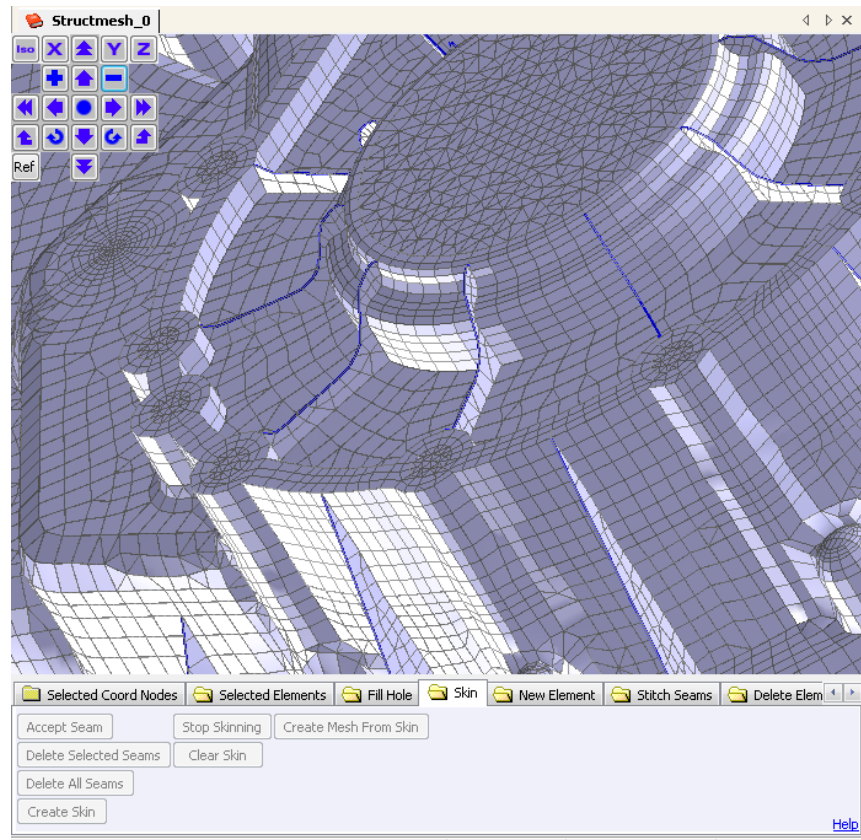 Structmesh_0
Iso X Y Z
Ref
Selected Coord Nodes Selected Elements Fill Hole Skin New Element Stitch Seams Delete Elem
Accept Seam Stop Skinning Create Mesh From Skin
Delete Selected Seams Clear Skin
Delete All Seams
Create Skin
Help